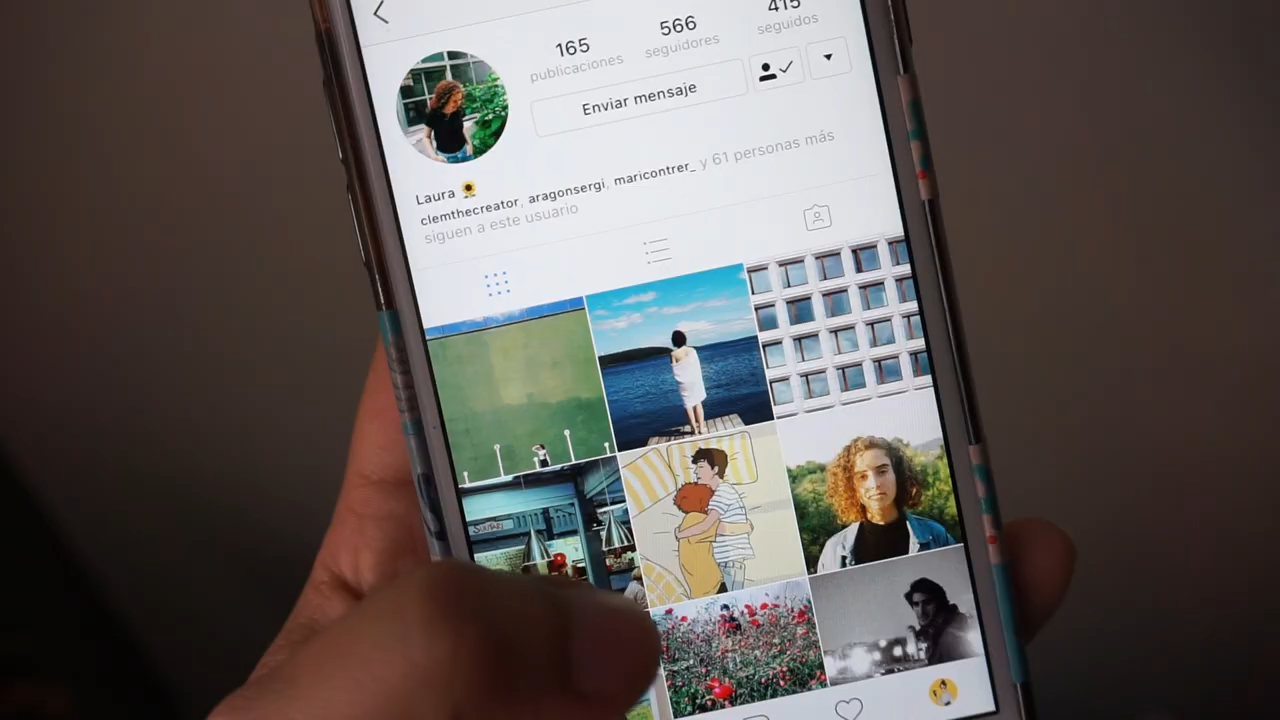 165
publicaciones
566
seguidores
415
seguidos
Enviar mensaje
Laura
clemthecreator, aragonsergi, maricontrer_ y 61 personas más
siguen a este usuario